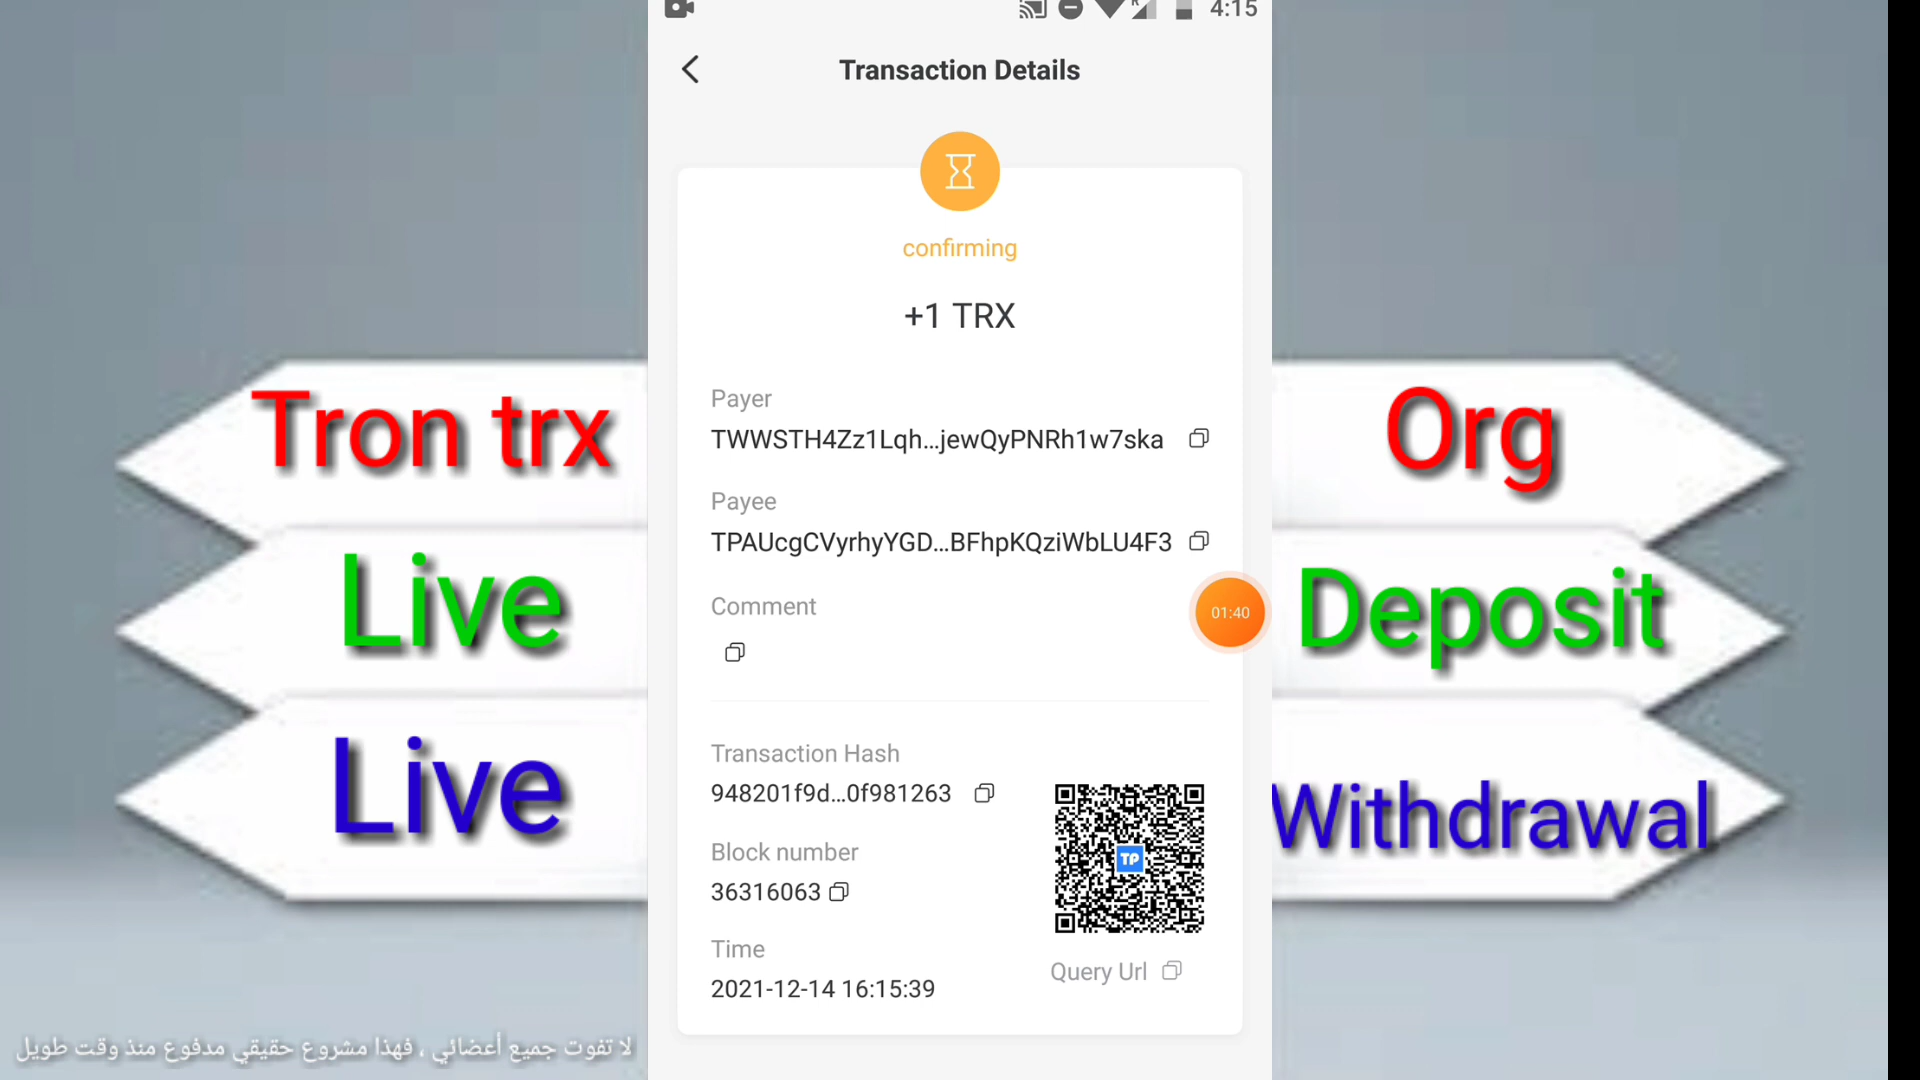 4:15
Transaction Details
confirming
+1 TRX
Payer
TWWSTH4Zz1Lqh...jewQyPNRh1w7ska
Payee
TPAUcgCVyrhyYGD...BFhpKQziWbLU4F3
Comment
01:40
Transaction Hash
948201f9d...0f981263
Block number
36316063
Time
2021-12-14 16:15:39
TP
Query Url
Tron trx
Live
Live
Org
Deposit
Withdrawal
لا تفوت جميع أعضائي ، فهذا مشروع حقيقي مدفوع منذ وقت طويل